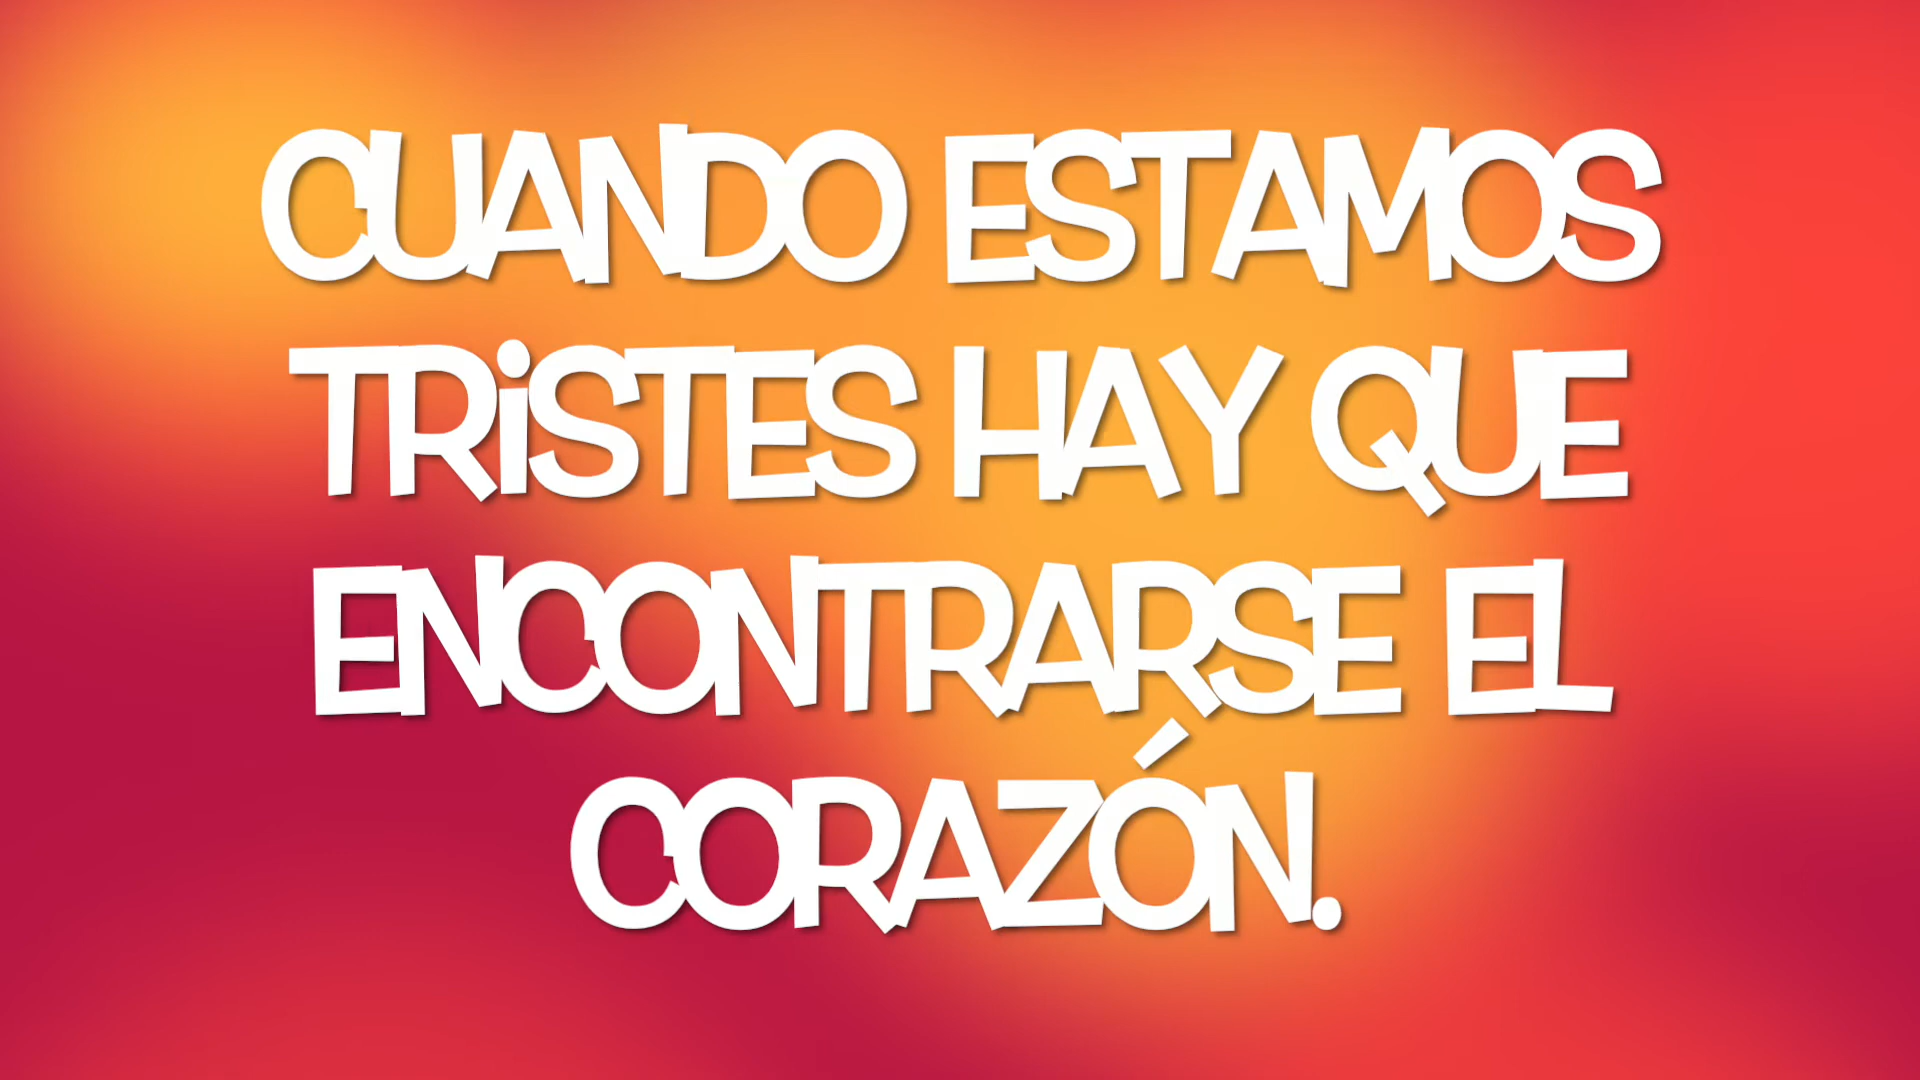 CUANDO ESTAMOS
TRiSTES HAY QUE
ENCONTRARSE EL
CORAZÓN.